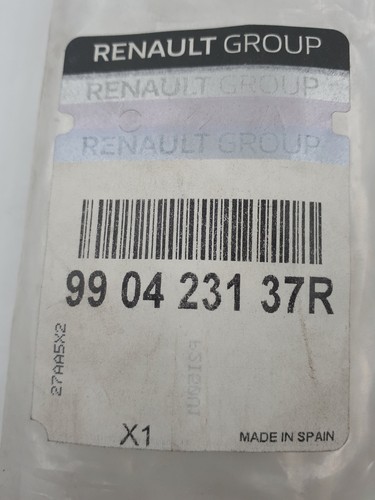 RENAULT GROUP
RENAULT GROUP
RENAULT GROUP
99 04 231 37R
27AA5X2
X1
MADE IN SPAIN